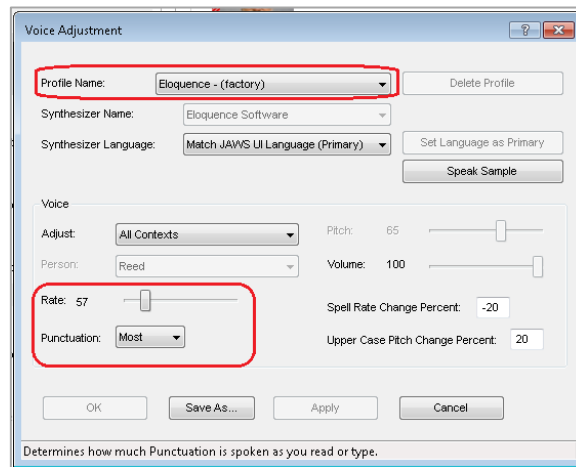 Voice Adjustment
Profile Name: Eloquence - (factory) Delete Profile
Synthesizer Name: Eloquence Software
Synthesizer Language: Match JAWS UI Language (Primary) Set Language as Primary
Speak Sample
Voice
Adjust: All Contexts Pitch: 65
Person: Reed Volume: 100
Rate: 57 Spell Rate Change Percent: -20
Punctuation: Most Upper Case Pitch Change Percent: 20
OK Save As... Apply Cancel
Determines how much Punctuation is spoken as you read or type.